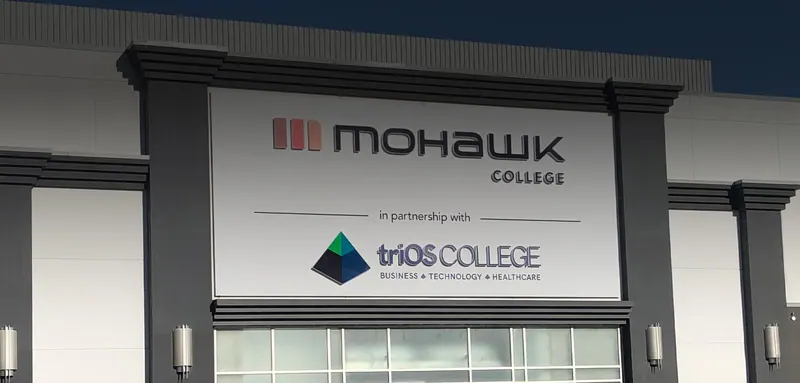 mohawk
COLLEGE
in partnership with
triOS COLLEGE
BUSINESS ♣ TECHNOLOGY ♣ HEALTHCARE